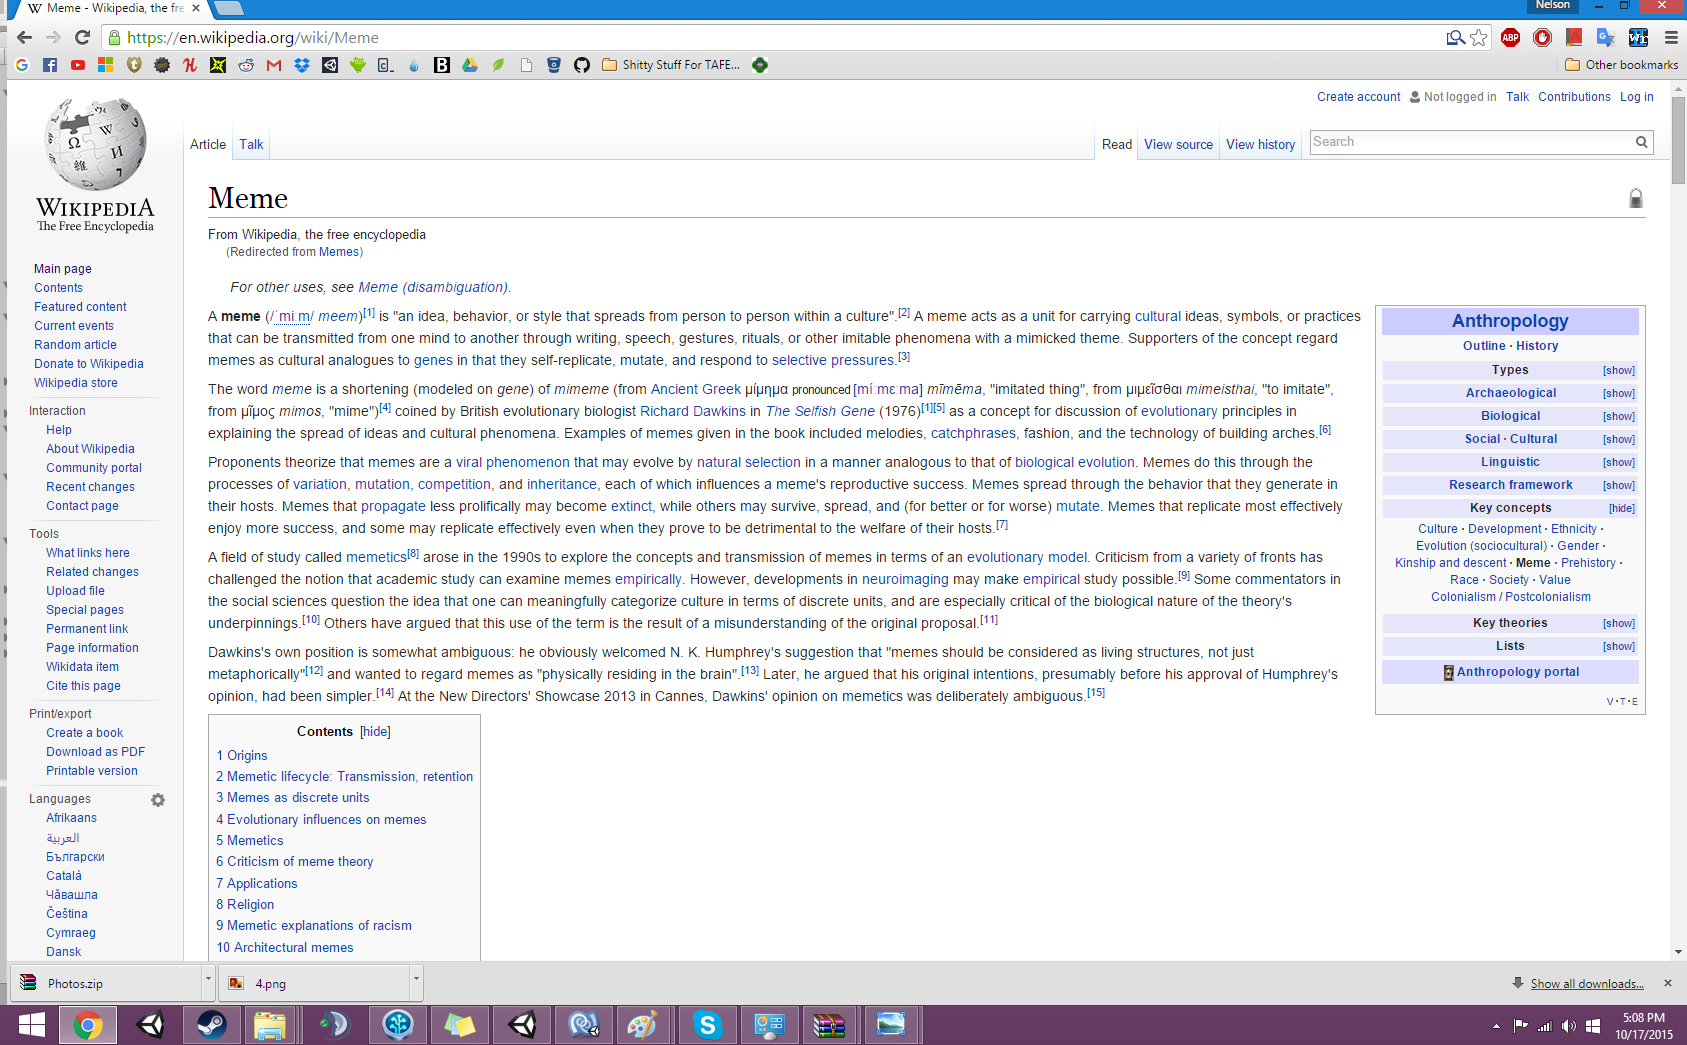 Meme - Wikipedia, the fre
Nelson
https://en.wikipedia.org/wiki/Meme
ABP
Shitty Stuff For TAFE...
Other bookmarks
Create account Not logged in Talk Contributions Log in
Article Talk
Read View source View history
Search
WIKIPEDIA
The Free Encyclopedia
Main page
Contents
Featured content
Current events
Random article
Donate to Wikipedia
Wikipedia store
Interaction
Help
About Wikipedia
Community portal
Recent changes
Contact page
Tools
What links here
Related changes
Upload file
Special pages
Permanent link
Page information
Wikidata item
Cite this page
Print/export
Create a book
Download as PDF
Printable version
Languages
Afrikaans
العربية
Български
Català
Чӑвашла
Čeština
Cymraeg
Dansk
Meme
From Wikipedia, the free encyclopedia
(Redirected from Memes)
For other uses, see Meme (disambiguation).
A meme (/ˈmiːm/ meem)[1] is "an idea, behavior, or style that spreads from person to person within a culture".[2] A meme acts as a unit for carrying cultural ideas, symbols, or practices
that can be transmitted from one mind to another through writing, speech, gestures, rituals, or other imitable phenomena with a mimicked theme. Supporters of the concept regard
memes as cultural analogues to genes in that they self-replicate, mutate, and respond to selective pressures.[3]
The word meme is a shortening (modeled on gene) of mimeme (from Ancient Greek μίμημα pronounced [míːmɛːma] mīmēma, "imitated thing", from μιμεῖσθαι mimeisthai, "to imitate",
from μῖμος mimos, "mime")[4] coined by British evolutionary biologist Richard Dawkins in The Selfish Gene (1976)[1][5] as a concept for discussion of evolutionary principles in
explaining the spread of ideas and cultural phenomena. Examples of memes given in the book included melodies, catchphrases, fashion, and the technology of building arches.[6]
Proponents theorize that memes are a viral phenomenon that may evolve by natural selection in a manner analogous to that of biological evolution. Memes do this through the
processes of variation, mutation, competition, and inheritance, each of which influences a meme's reproductive success. Memes spread through the behavior that they generate in
their hosts. Memes that propagate less prolifically may become extinct, while others may survive, spread, and (for better or for worse) mutate. Memes that replicate most effectively
enjoy more success, and some may replicate effectively even when they prove to be detrimental to the welfare of their hosts.[7]
A field of study called memetics[8] arose in the 1990s to explore the concepts and transmission of memes in terms of an evolutionary model. Criticism from a variety of fronts has
challenged the notion that academic study can examine memes empirically. However, developments in neuroimaging may make empirical study possible.[9] Some commentators in
the social sciences question the idea that one can meaningfully categorize culture in terms of discrete units, and are especially critical of the biological nature of the theory's
underpinnings.[10] Others have argued that this use of the term is the result of a misunderstanding of the original proposal.[11]
Dawkins's own position is somewhat ambiguous: he obviously welcomed N. K. Humphrey's suggestion that "memes should be considered as living structures, not just
metaphorically"[12] and wanted to regard memes as "physically residing in the brain".[13] Later, he argued that his original intentions, presumably before his approval of Humphrey's
opinion, had been simpler.[14] At the New Directors' Showcase 2013 in Cannes, Dawkins' opinion on memetics was deliberately ambiguous.[15]
Contents [hide]
1 Origins
2 Memetic lifecycle: Transmission, retention
3 Memes as discrete units
4 Evolutionary influences on memes
5 Memetics
6 Criticism of meme theory
7 Applications
8 Religion
9 Memetic explanations of racism
10 Architectural memes
Anthropology
Outline · History
Types [show]
Archaeological [show]
Biological [show]
Social · Cultural [show]
Linguistic [show]
Research framework [show]
Key concepts [hide]
Culture · Development · Ethnicity ·
Evolution (sociocultural) · Gender ·
Kinship and descent · Meme · Prehistory ·
Race · Society · Value
Colonialism / Postcolonialism
Key theories [show]
Lists [show]
Anthropology portal
V · T · E
Photos.zip
4.png
Show all downloads...
5:08 PM
10/17/2015